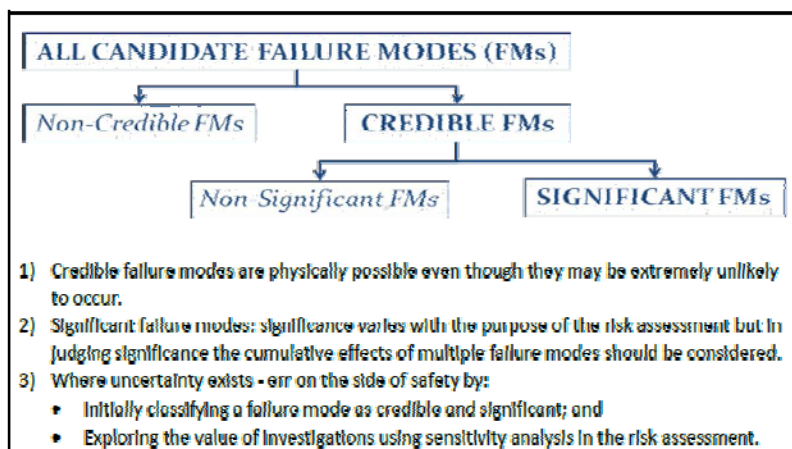 ALL CANDIDATE FAILURE MODES (FMs)
Non-Credible FMs
CREDIBLE FMs
Non-Significant FMs
SIGNIFICANT FMs
1) Credible failure modes are physically possible even though they may be extremely unlikely
to occur.
2) Significant failure modes: significance varies with the purpose of the risk assessment but in
judging significance the cumulative effects of multiple failure modes should be considered.
3) Where uncertainty exists - err on the side of safety by:
• Initially classifying a failure mode as credible and significant; and
• Exploring the value of investigations using sensitivity analysis in the risk assessment.